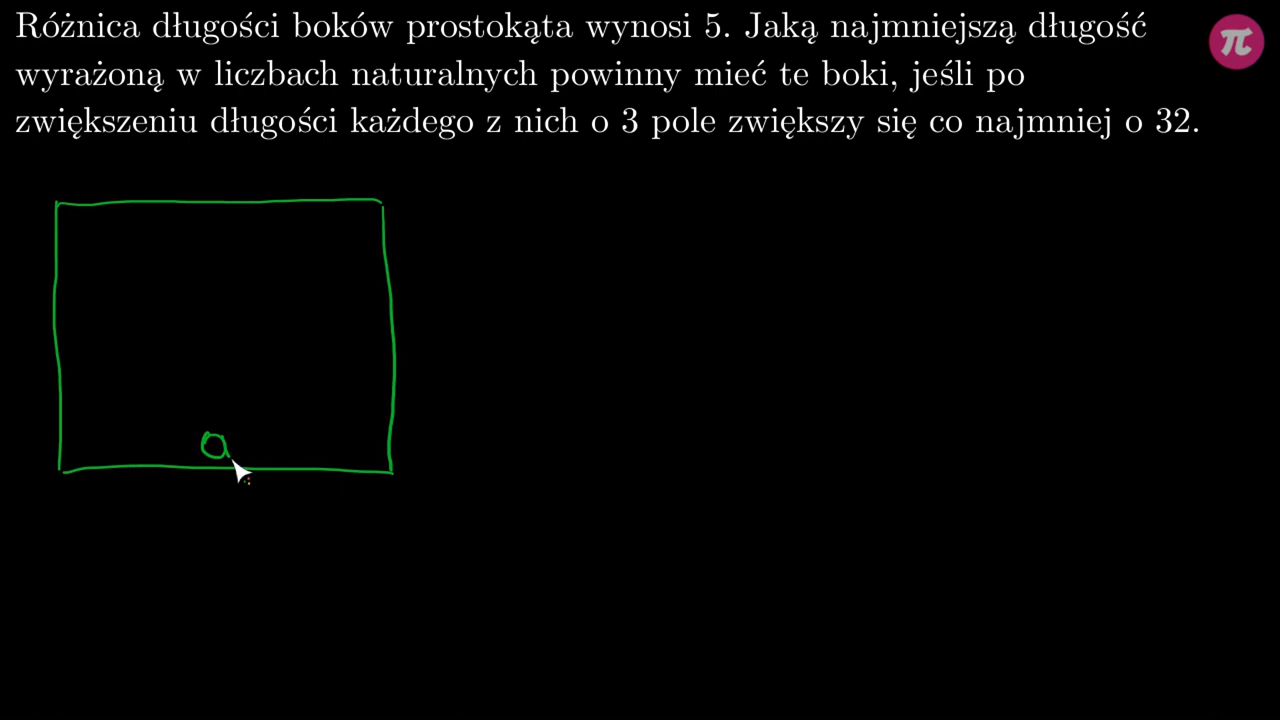 Różnica długości boków prostokąta wynosi 5. Jaką najmniejszą długość
wyrażoną w liczbach naturalnych powinny mieć te boki, jeśli po
zwiększeniu długości każdego z nich o 3 pole zwiększy się co najmniej o 32.
π
a